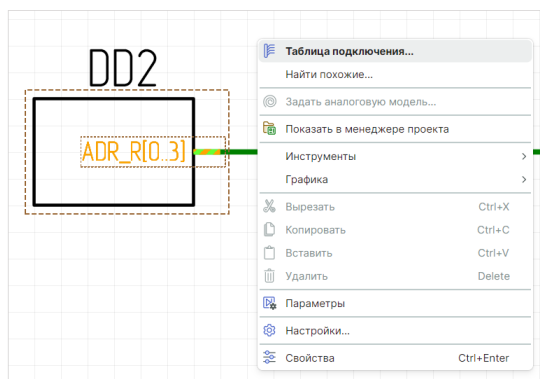 DD2
ADR_R[0..3]
Таблица подключения...
Найти похожие...
Задать аналоговую модель...
Показать в менеджере проекта
Инструменты
Графика
Вырезать Ctrl+X
Копировать Ctrl+C
Вставить Ctrl+V
Удалить Delete
Параметры
Настройки...
Свойства Ctrl+Enter